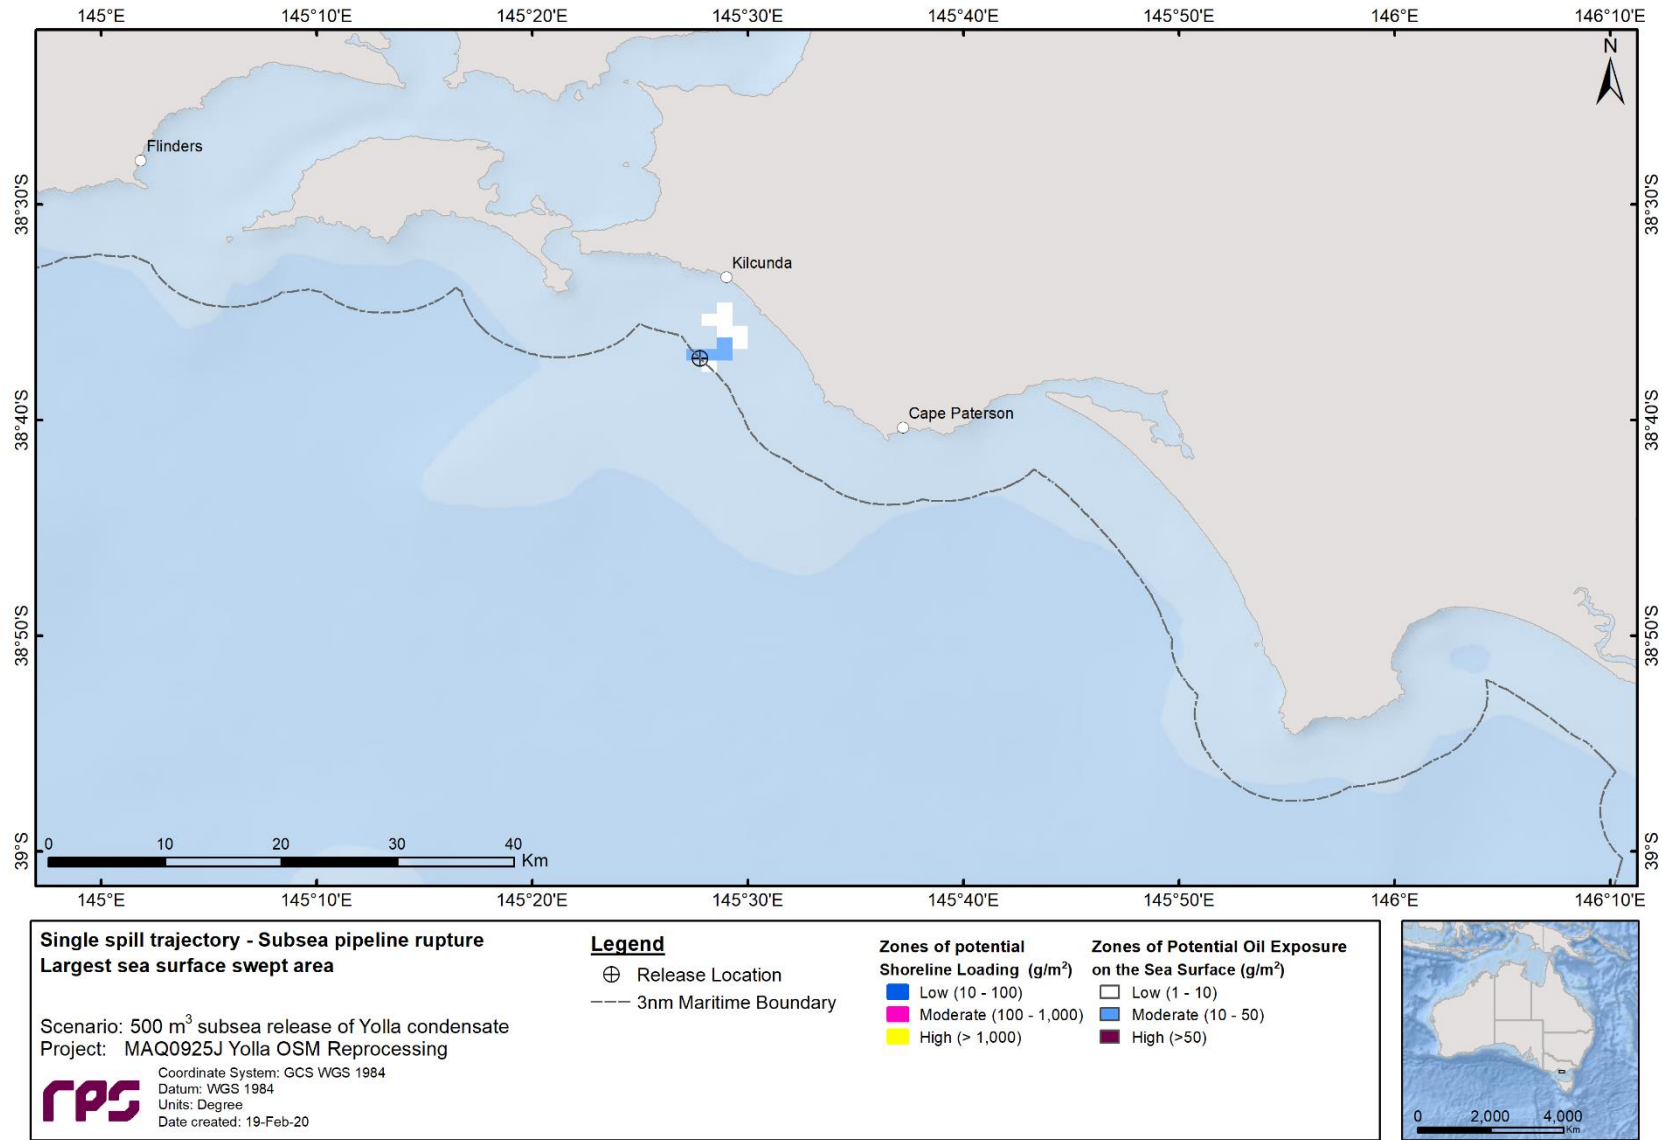 145°E 145°10'E 145°20'E 145°30'E 145°40'E 145°50'E 146°E 146°10'E
N
Flinders
38°30'S 38°30'S
Kilcunda
38°40'S 38°40'S
Cape Paterson
38°50'S 38°50'S
39°S 39°S
0 10 20 30 40
Km
145°E 145°10'E 145°20'E 145°30'E 145°40'E 145°50'E 146°E 146°10'E
Single spill trajectory - Subsea pipeline rupture
Largest sea surface swept area
Scenario: 500 m³ subsea release of Yolla condensate
Project: MAQ0925J Yolla OSM Reprocessing
rps
Coordinate System: GCS WGS 1984
Datum: WGS 1984
Units: Degree
Date created: 19-Feb-20
Legend
Release Location
3nm Maritime Boundary
Zones of potential
Shoreline Loading (g/m²)
Low (10 - 100)
Moderate (100 - 1,000)
High (> 1,000)
Zones of Potential Oil Exposure
on the Sea Surface (g/m²)
Low (1 - 10)
Moderate (10 - 50)
High (>50)
0 2,000 4,000
Km